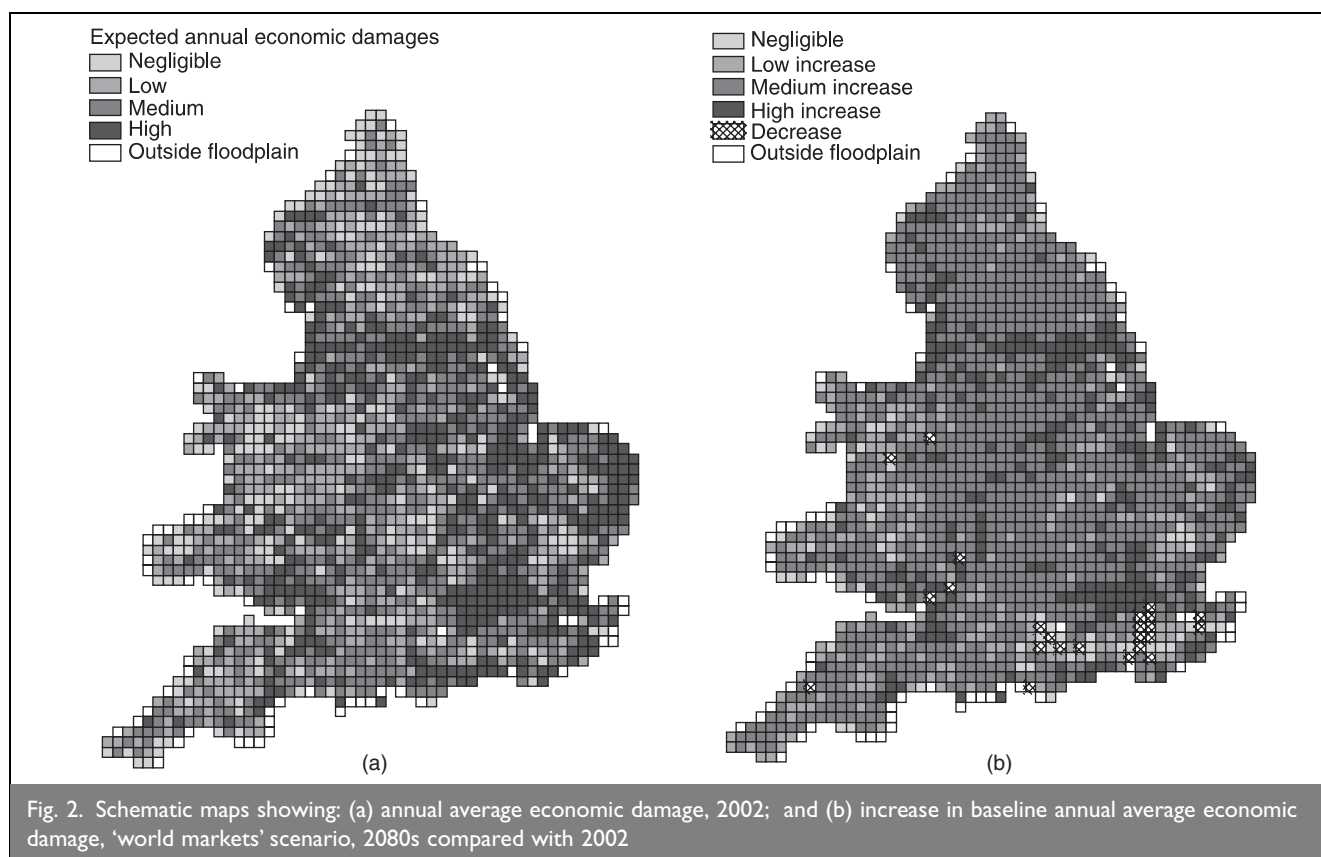 Expected annual economic damages
Negligible
Low
Medium
High
Outside floodplain
(a)
Negligible
Low increase
Medium increase
High increase
Decrease
Outside floodplain
(b)
Fig. 2. Schematic maps showing: (a) annual average economic damage, 2002; and (b) increase in baseline annual average economic
damage, ‘world markets’ scenario, 2080s compared with 2002